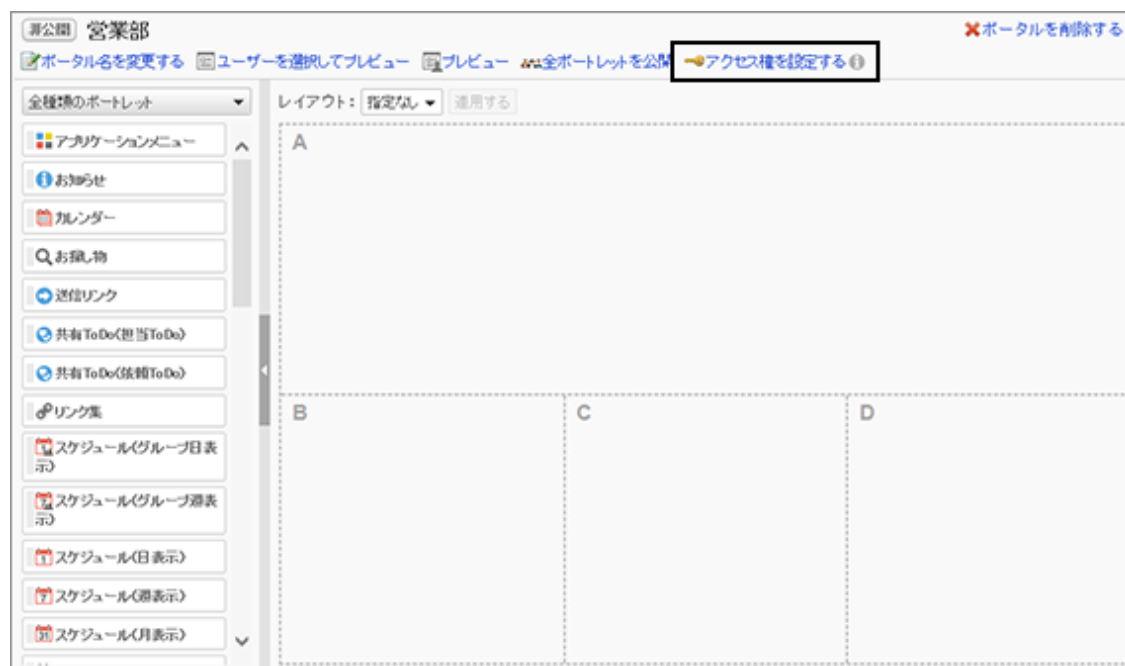 非公開 営業部 ポータルを削除する
ポータル名を変更する ユーザーを選択してプレビュー プレビュー 全ポートレットを公開 アクセス権を設定する
全種類のポートレット レイアウト: 指定なし 適用する
アプリケーションメニュー
お知らせ
カレンダー
お探し物
送信リンク
共有ToDo(担当ToDo)
共有ToDo(依頼ToDo)
リンク集
スケジュール(グループ日表
示)
スケジュール(グループ週表
示)
スケジュール(日表示)
スケジュール(週表示)
スケジュール(月表示)
A
B C D